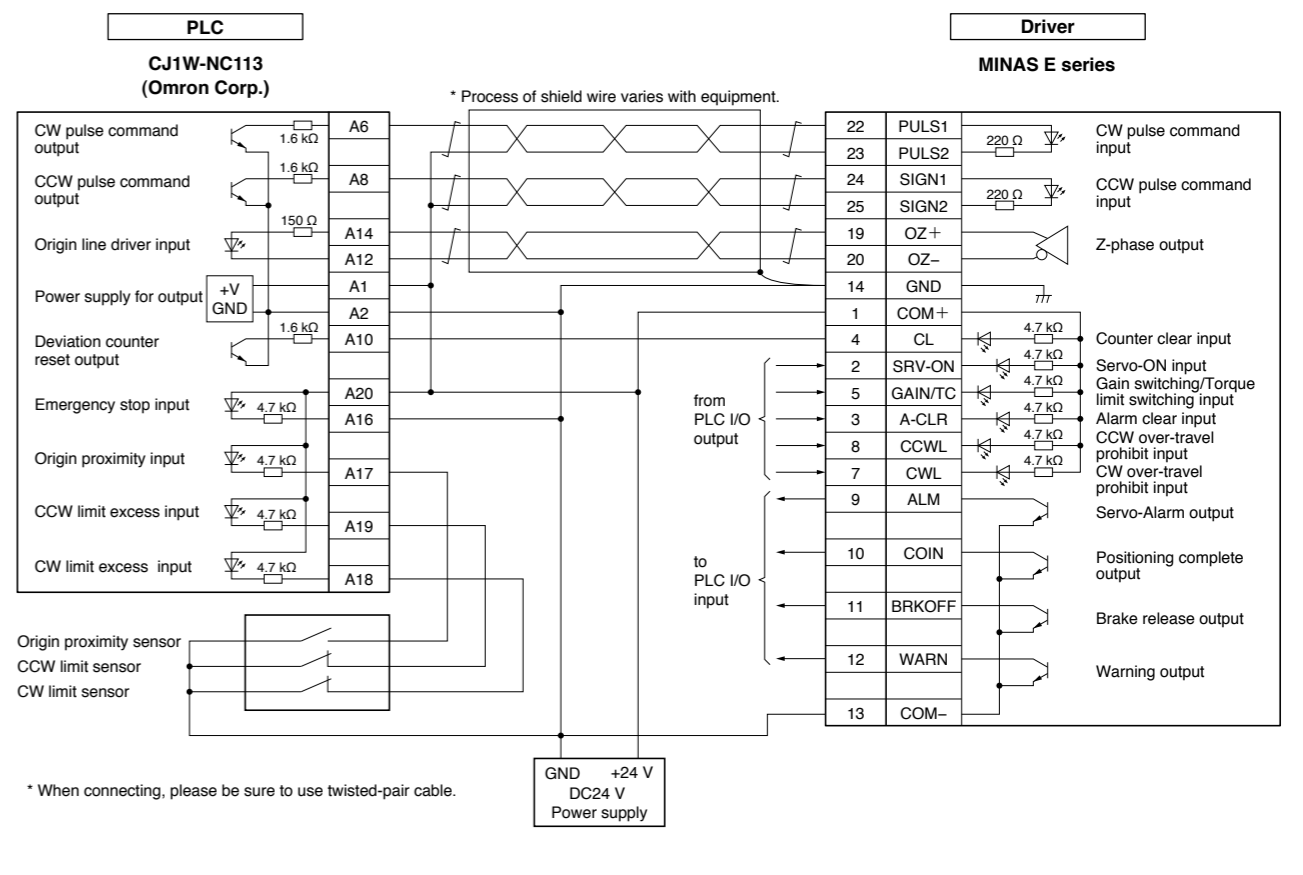 PLC
CJ1W-NC113
(Omron Corp.)
Driver
MINAS E series
* Process of shield wire varies with equipment.
CW pulse command
output
1.6 kΩ
A6
CCW pulse command
output
1.6 kΩ
A8
Origin line driver input
150 Ω
A14
A12
Power supply for output
+V
GND
A1
A2
Deviation counter
reset output
1.6 kΩ
A10
Emergency stop input
4.7 kΩ
A20
A16
Origin proximity input
4.7 kΩ
A17
CCW limit excess input
4.7 kΩ
A19
CW limit excess input
4.7 kΩ
A18
Origin proximity sensor
CCW limit sensor
CW limit sensor
from
PLC I/O
output
to
PLC I/O
input
22 PULS1
23 PULS2
220 Ω
CW pulse command
input
24 SIGN1
25 SIGN2
220 Ω
CCW pulse command
input
19 OZ+
20 OZ−
Z-phase output
14 GND
1 COM+
4 CL
4.7 kΩ
Counter clear input
2 SRV-ON
4.7 kΩ
Servo-ON input
5 GAIN/TC
4.7 kΩ
Gain switching/Torque
limit switching input
3 A-CLR
4.7 kΩ
Alarm clear input
8 CCWL
4.7 kΩ
CCW over-travel
prohibit input
7 CWL
4.7 kΩ
CW over-travel
prohibit input
9 ALM
Servo-Alarm output
10 COIN
Positioning complete
output
11 BRKOFF
Brake release output
12 WARN
Warning output
13 COM−
GND +24 V
DC24 V
Power supply
* When connecting, please be sure to use twisted-pair cable.